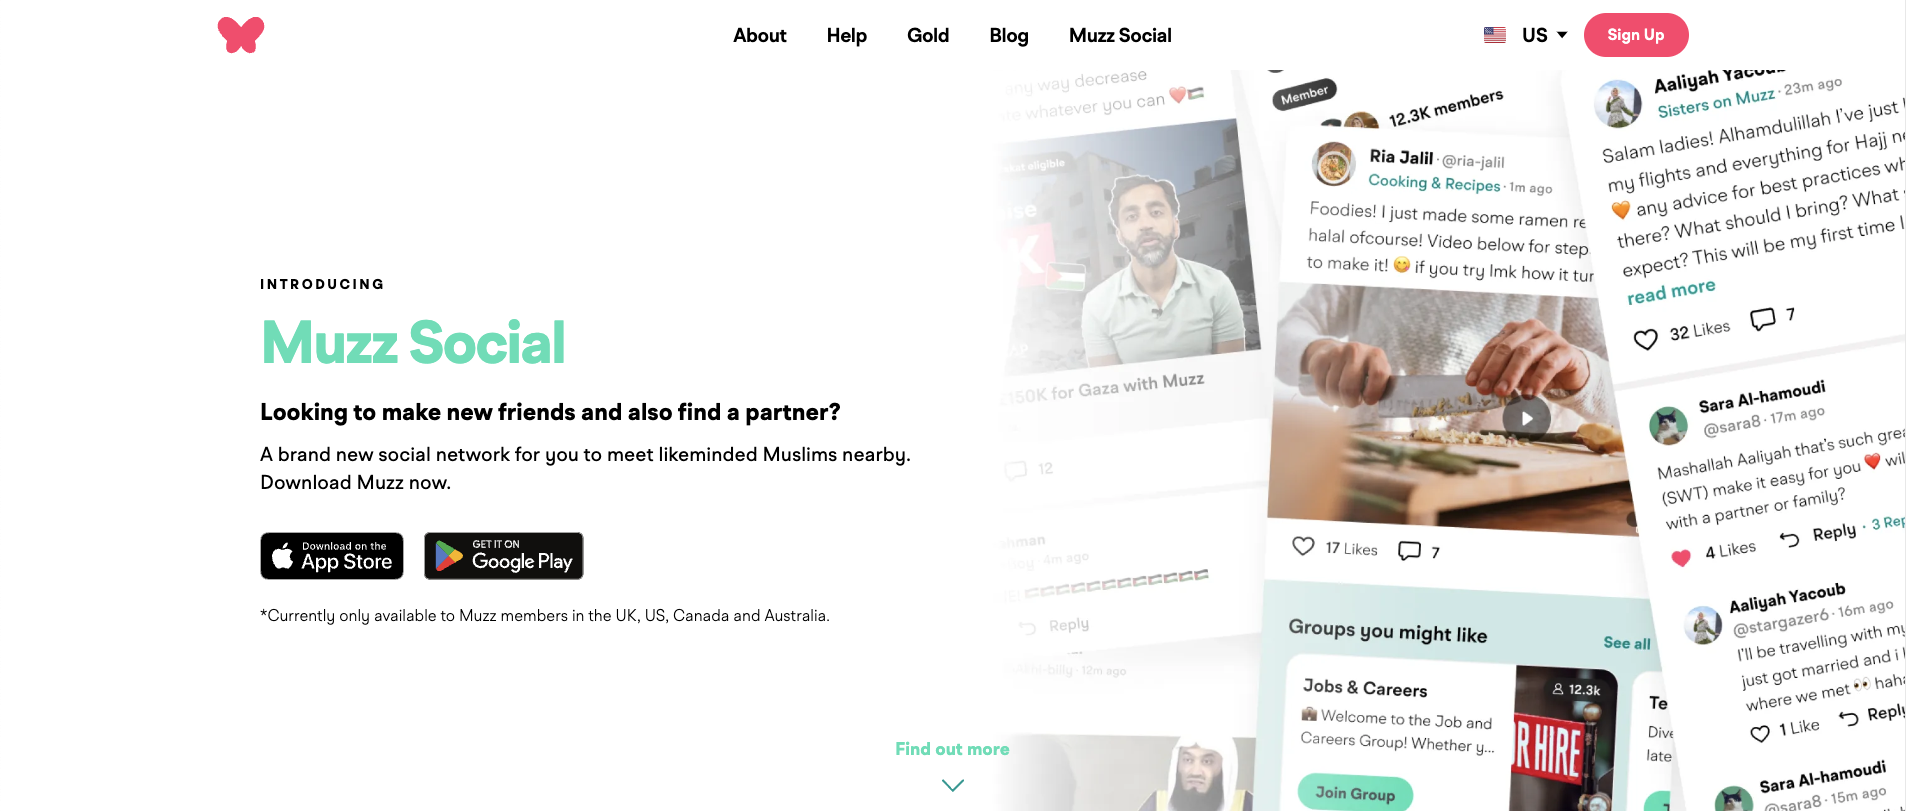 About
Help
Gold
Blog
Muzz Social
US
Sign Up
INTRODUCING
Muzz Social
Looking to make new friends and also find a partner?
A brand new social network for you to meet likeminded Muslims nearby.
Download Muzz now.
Download on the
App Store
GET IT ON
Google Play
*Currently only available to Muzz members in the UK, US, Canada and Australia.
Find out more
any way decrease
whatever you can ❤️🇵🇸
eligible
£150K for Gaza with Muzz
12
4m ago
🇵🇸🇵🇸🇵🇸🇵🇸🇵🇸🇵🇸🇵🇸🇵🇸🇵🇸🇵🇸
Reply
12m ago
Member
12.3K members
Ria Jalil · @ria-jalil
Cooking & Recipes · 1m ago
Foodies! I just made some ramen re
halal ofcourse! Video below for step
to make it! 😋 if you try lmk how it tur
17 Likes
7
Groups you might like
See all
Jobs & Careers
💼 Welcome to the Job and
Careers Group! Whether y...
Join Group
12.3k
R HIRE
Te
Dive
late
Aaliyah Yacoub
Sisters on Muzz · 23m ago
Salam ladies! Alhamdulillah I've just
my flights and everything for Hajj ne
🧡 any advice for best practices wh
there? What should I bring? What
expect? This will be my first time
read more
32 Likes
7
Sara Al-hamoudi
@sara8 · 17m ago
Mashallah Aaliyah that's such grea
(SWT) make it easy for you ❤️ wil
with a partner or family?
4 Likes
Reply · 3 Rep
Aaliyah Yacoub
@stargazer6 · 16m ago
I'll be travelling with my
just got married and i
where we met 👀 haha
1 Like
Reply
Sara Al-hamoudi
@sara8 · 15m ago